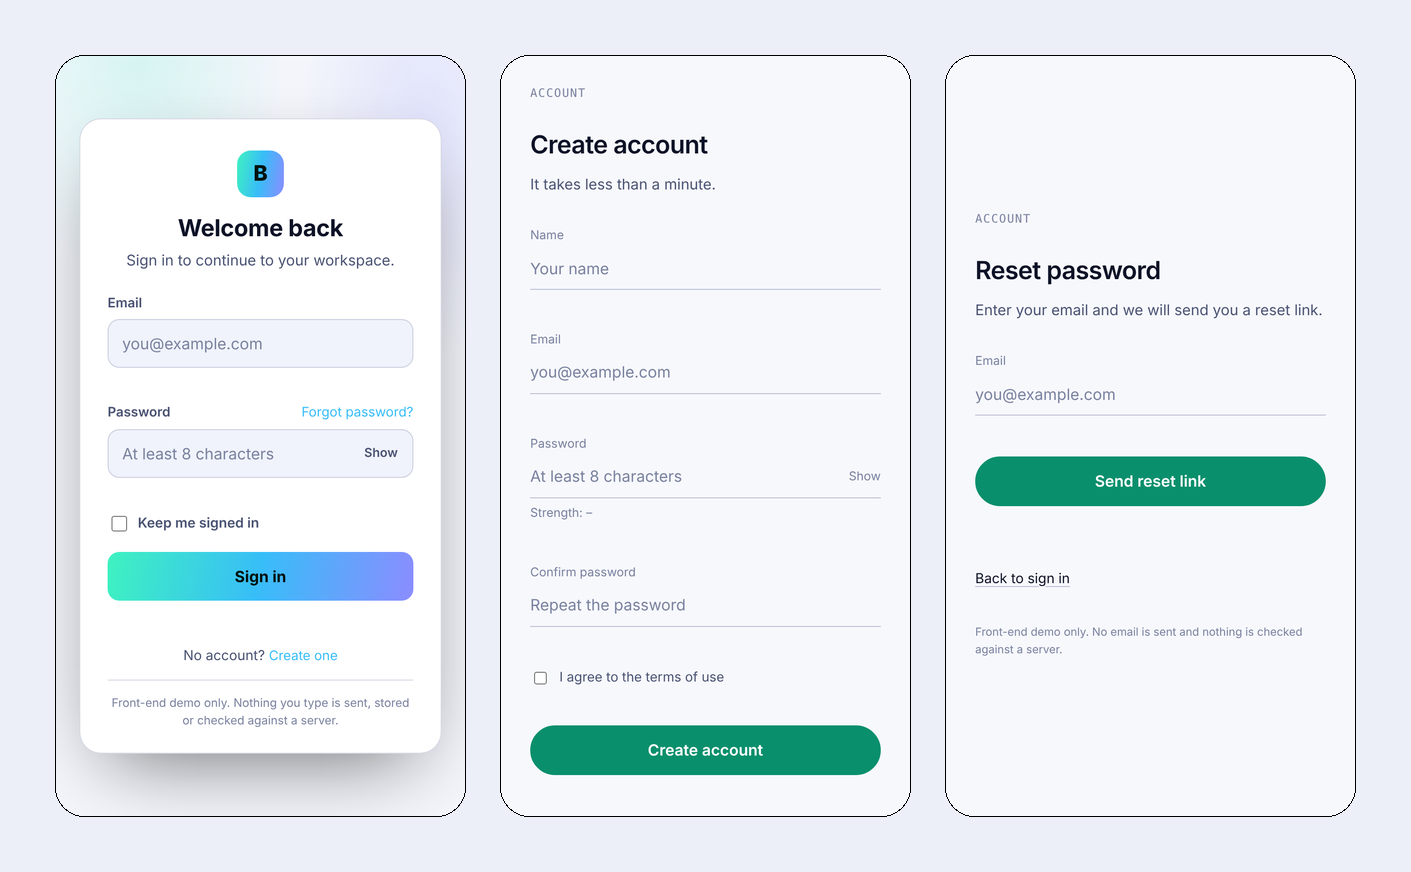 B
Welcome back
Sign in to continue to your workspace.
Email
you@example.com
Password
Forgot password?
At least 8 characters
Show
Keep me signed in
Sign in
No account? Create one
Front-end demo only. Nothing you type is sent, stored
or checked against a server.
ACCOUNT
Create account
It takes less than a minute.
Name
Your name
Email
you@example.com
Password
At least 8 characters
Show
Strength: –
Confirm password
Repeat the password
I agree to the terms of use
Create account
ACCOUNT
Reset password
Enter your email and we will send you a reset link.
Email
you@example.com
Send reset link
Back to sign in
Front-end demo only. No email is sent and nothing is checked
against a server.